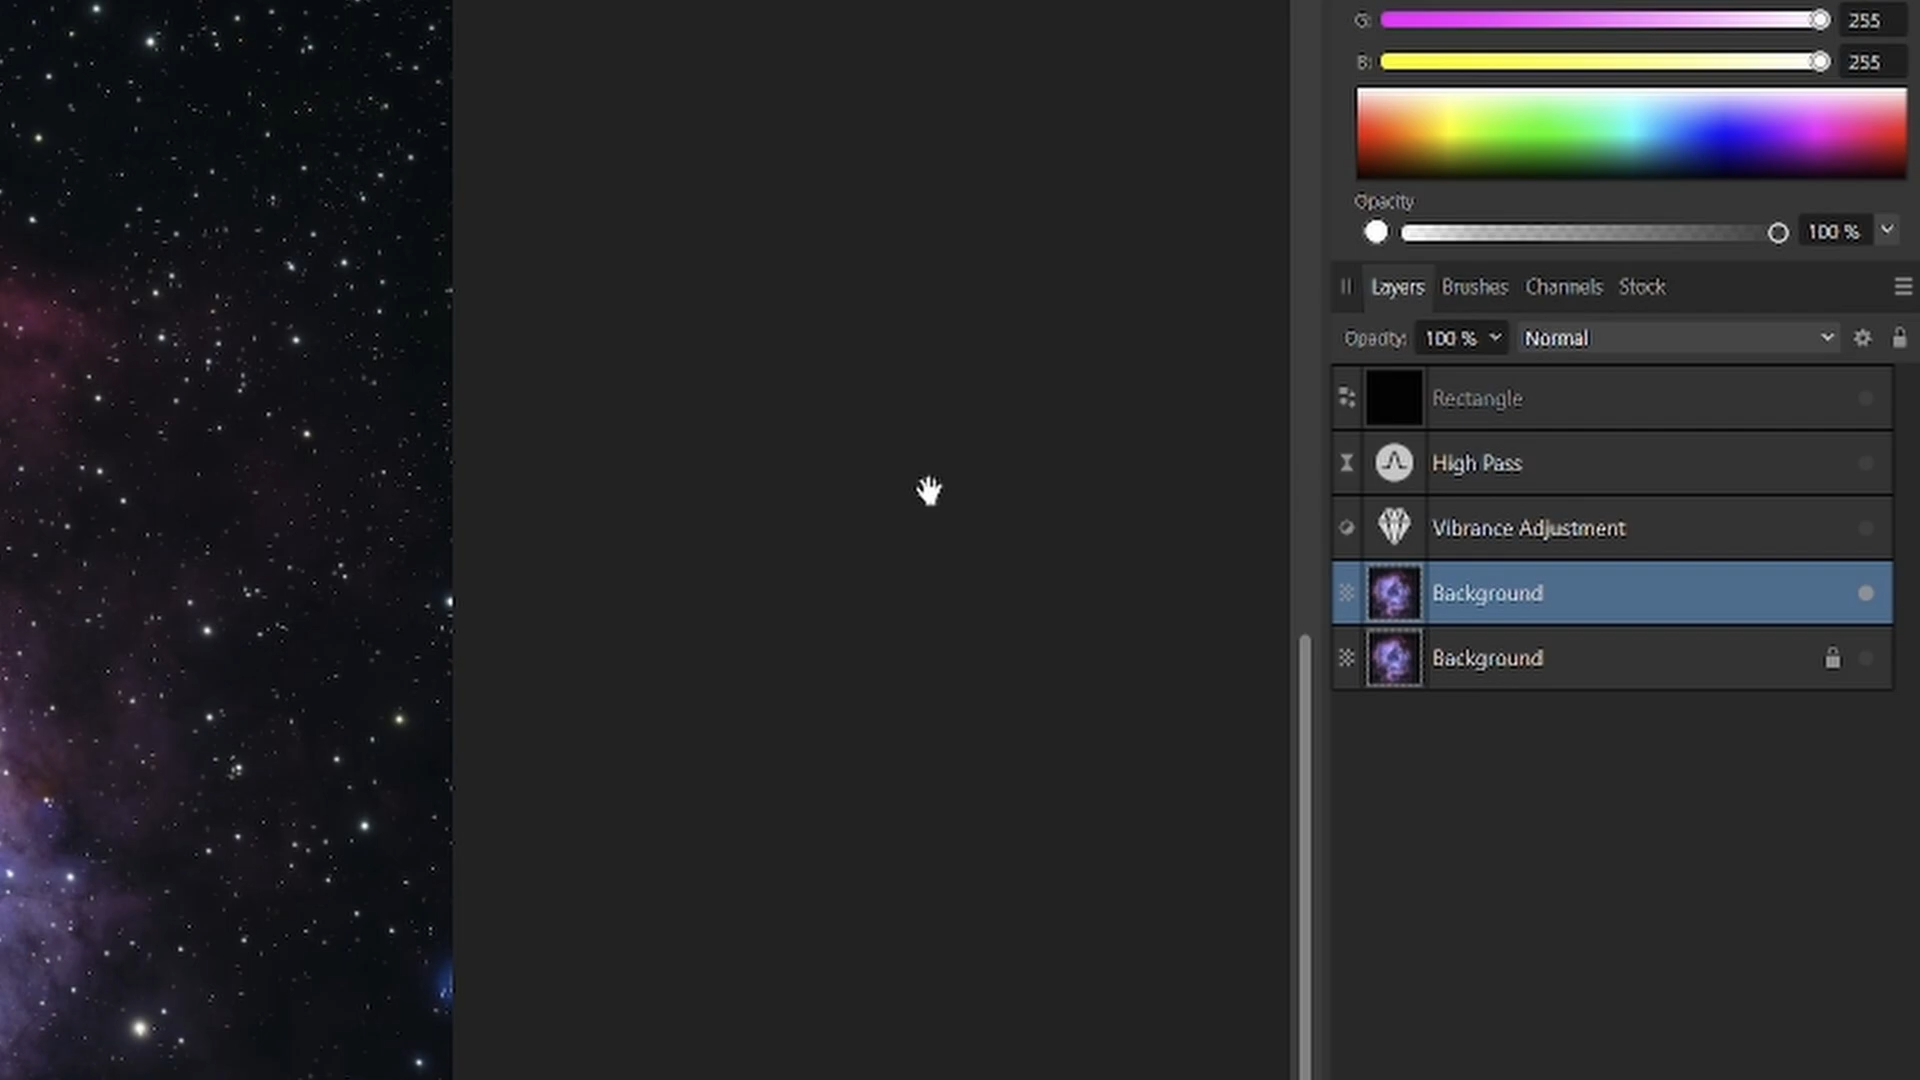 G: 255
B: 255
Opacity
100 %
Layers Brushes Channels Stock
Opacity: 100 % Normal
Rectangle
High Pass
Vibrance Adjustment
Background
Background